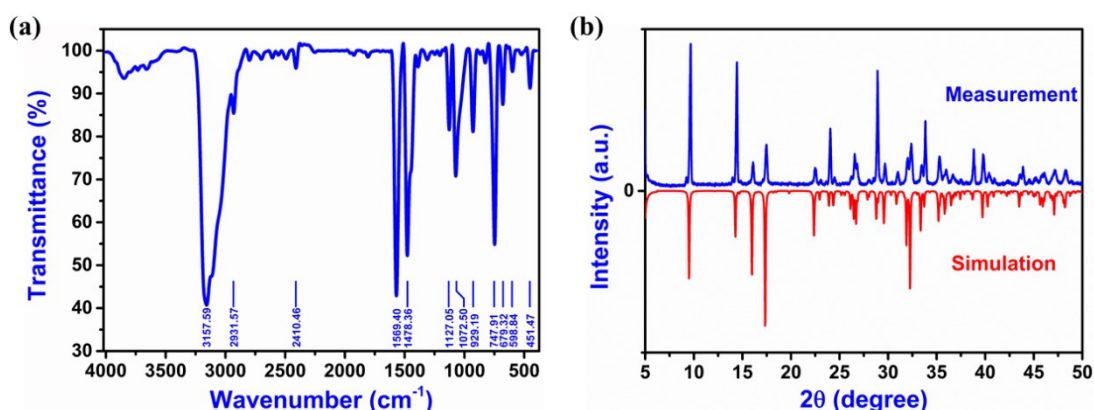 (a)
Transmittance (%)
100
90
80
70
60
50
40
30
3157.59
2931.57
2410.46
1569.40
1478.36
1127.05
1072.50
929.19
747.91
679.32
598.84
451.47
4000 3500 3000 2500 2000 1500 1000 500
Wavenumber (cm⁻¹)
(b)
Intensity (a.u.)
0
Measurement
Simulation
5 10 15 20 25 30 35 40 45 50
2θ (degree)